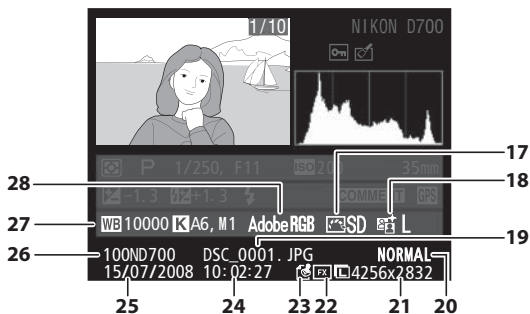 1/10 NIKON D700
P 1/250, F11 ISO 200 35mm
-1. 3 +1. 3 COMMENT GPS
WB 10000 K A6, M1 AdobeRGB SD L
100ND700 DSC_0001. JPG NORMAL
15/07/2008 10: 02: 27 FX L 4256x2832
17
18
19
20
21
22
23
24
25
26
27
28